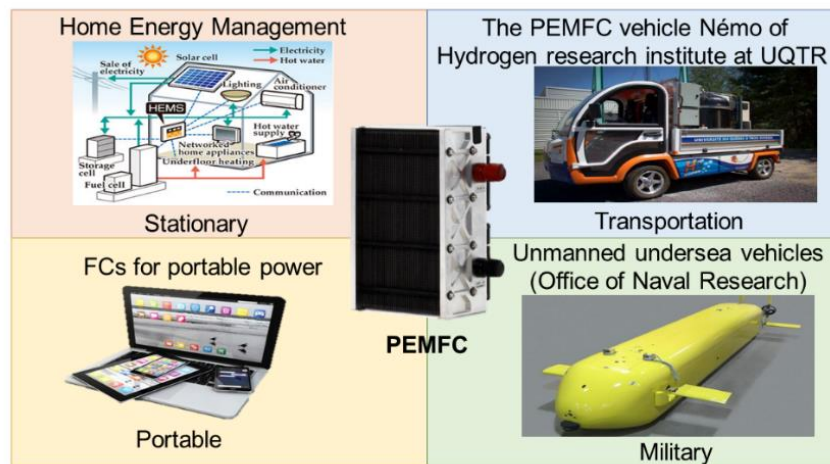 Home Energy Management
Electricity
Hot water
Solar cell
Sale of
electricity
Lighting
Air
conditioner
HEMS
Hot water
supply
Networked
home appliances
Underfloor heating
Storage
cell
Fuel cell
Communication
Stationary
The PEMFC vehicle Némo of
Hydrogen research institute at UQTR
Transportation
FCs for portable power
Portable
PEMFC
Unmanned undersea vehicles
(Office of Naval Research)
Military